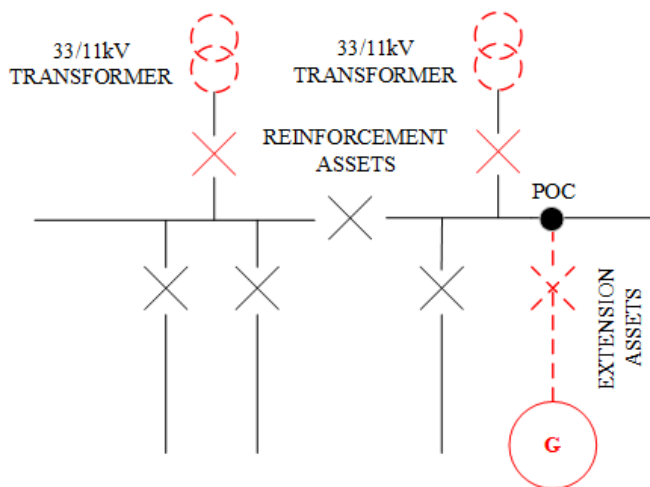 33/11kV
TRANSFORMER
33/11kV
TRANSFORMER
REINFORCEMENT
ASSETS
POC
EXTENSION
ASSETS
G